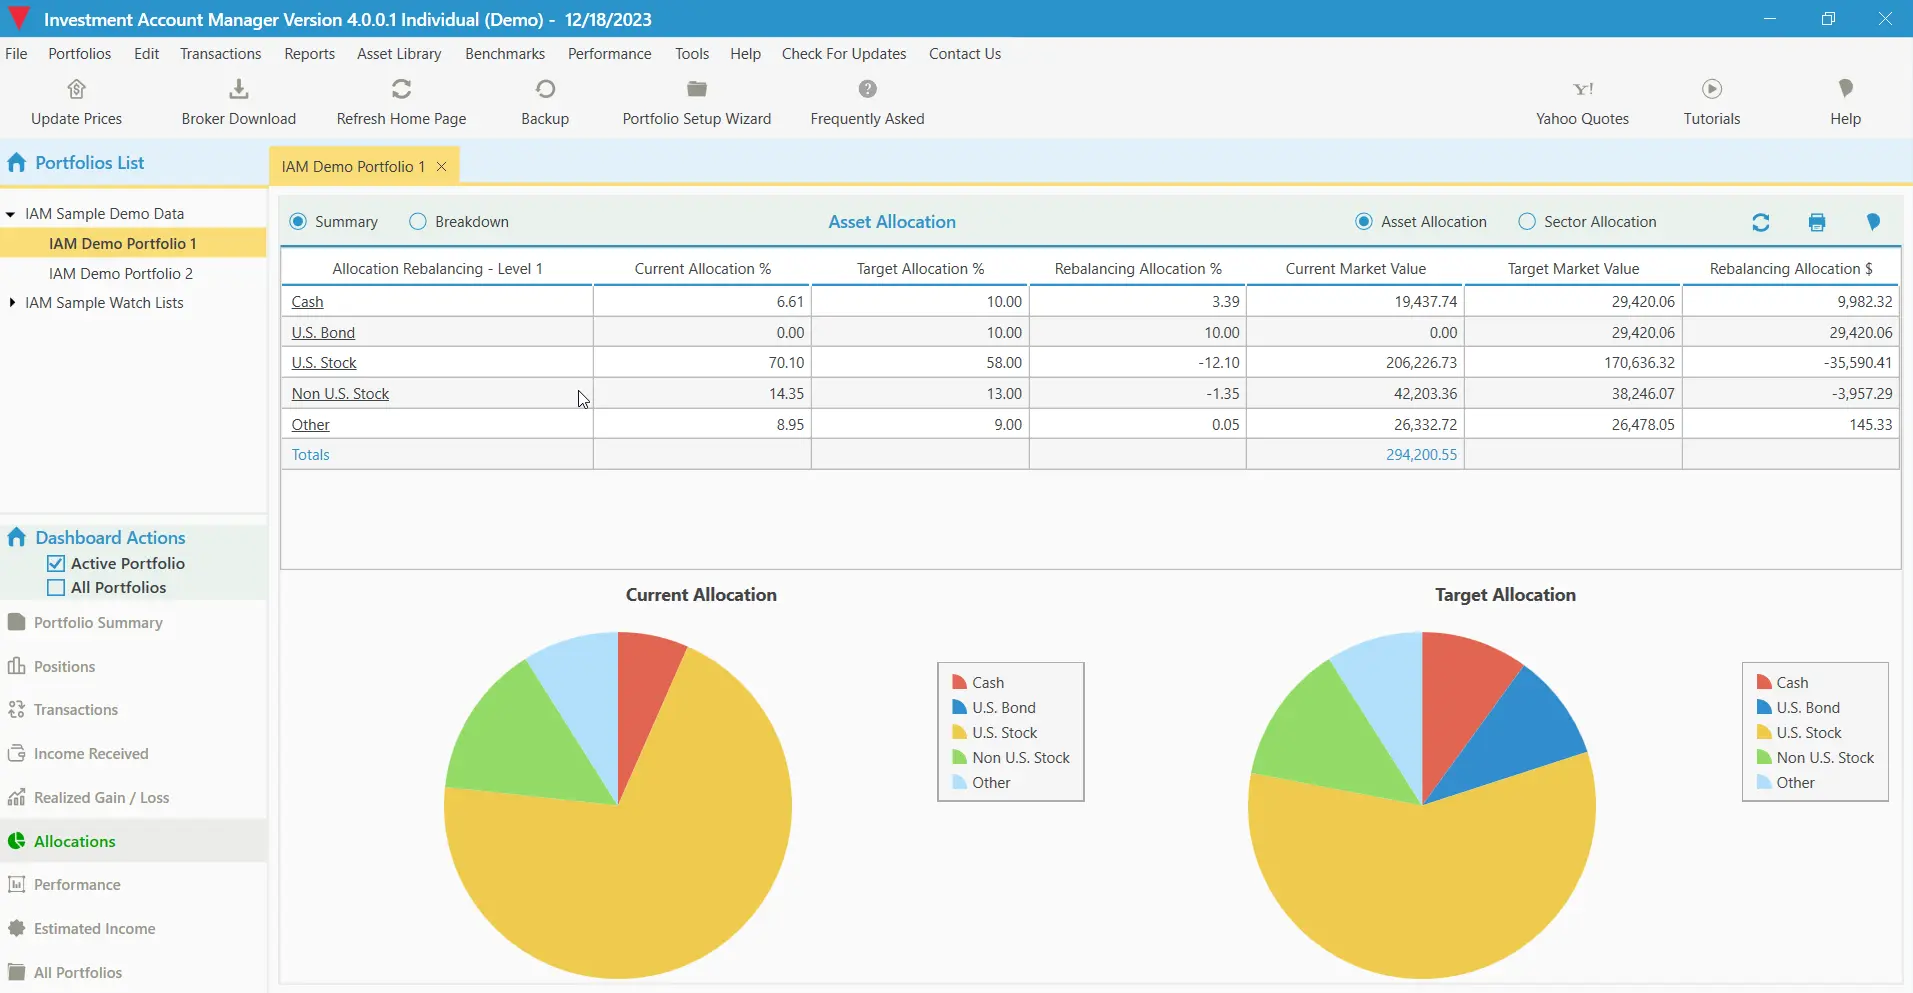 Investment Account Manager Version 4.0.0.1 Individual (Demo) - 12/18/2023
File Portfolios Edit Transactions Reports Asset Library Benchmarks Performance Tools Help Check For Updates Contact Us
Update Prices Broker Download Refresh Home Page Backup Portfolio Setup Wizard Frequently Asked Yahoo Quotes Tutorials Help
Portfolios List
IAM Demo Portfolio 1
IAM Sample Demo Data
IAM Demo Portfolio 1
IAM Demo Portfolio 2
IAM Sample Watch Lists
Dashboard Actions
Active Portfolio
All Portfolios
Portfolio Summary
Positions
Transactions
Income Received
Realized Gain / Loss
Allocations
Performance
Estimated Income
All Portfolios
Summary Breakdown Asset Allocation Asset Allocation Sector Allocation
Allocation Rebalancing - Level 1 Current Allocation % Target Allocation % Rebalancing Allocation % Current Market Value Target Market Value Rebalancing Allocation $
Cash 6.61 10.00 3.39 19,437.74 29,420.06 9,982.32
U.S. Bond 0.00 10.00 10.00 0.00 29,420.06 29,420.06
U.S. Stock 70.10 58.00 -12.10 206,226.73 170,636.32 -35,590.41
Non U.S. Stock 14.35 13.00 -1.35 42,203.36 38,246.07 -3,957.29
Other 8.95 9.00 0.05 26,332.72 26,478.05 145.33
Totals 294,200.55
Current Allocation
Cash
U.S. Bond
U.S. Stock
Non U.S. Stock
Other
Target Allocation
Cash
U.S. Bond
U.S. Stock
Non U.S. Stock
Other